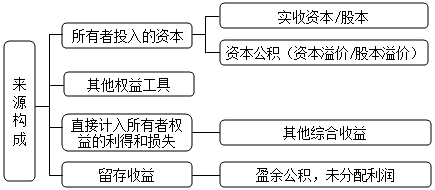 来源构成
所有者投入的资本
实收资本/股本
资本公积（资本溢价/股本溢价）
其他权益工具
直接计入所有者权
益的利得和损失
其他综合收益
留存收益
盈余公积，未分配利润